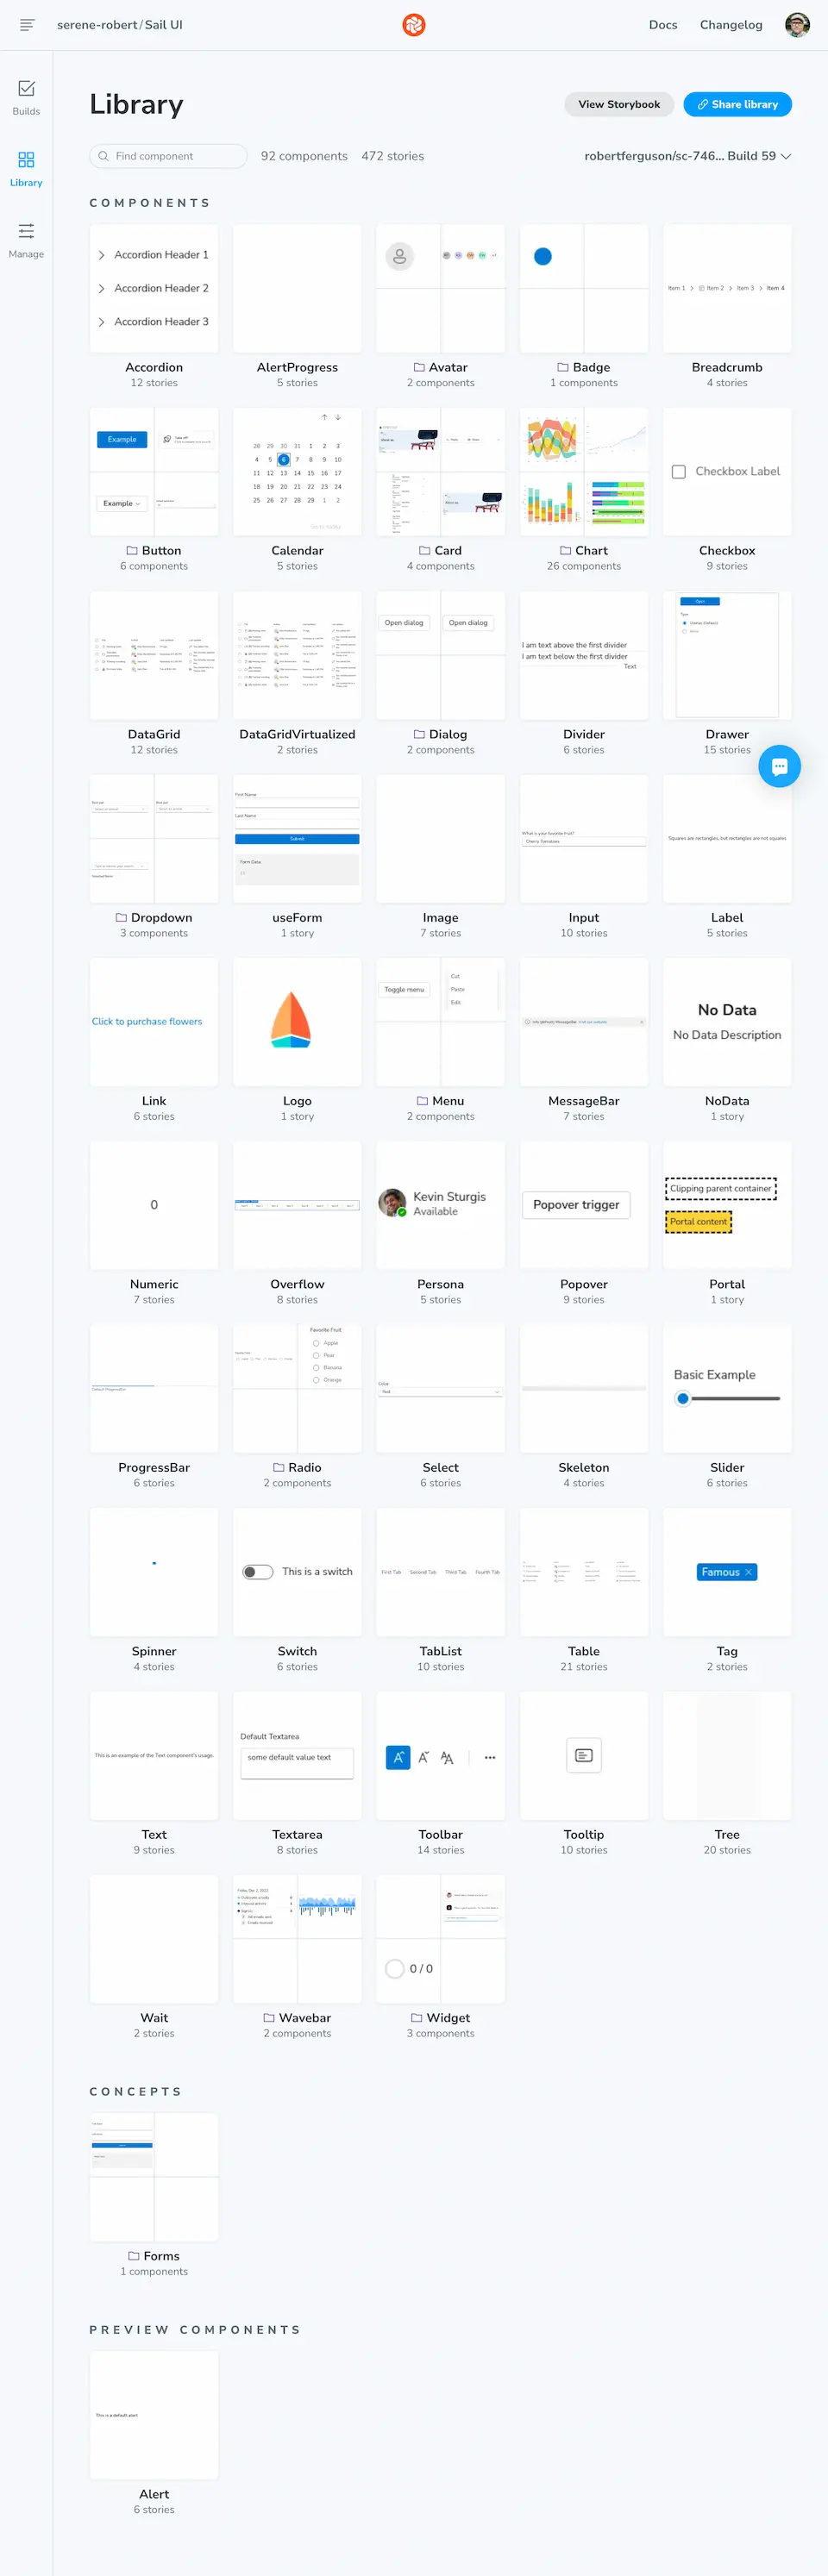 serene-robert / Sail UI
Docs
Changelog
Builds
Library
Manage
Library
View Storybook
Share library
Find component
92 components
472 stories
robertferguson/sc-746... Build 59
COMPONENTS
Accordion Header 1
Accordion Header 2
Accordion Header 3
Item 1 > Item 2 > Item 3 > Item 4
Accordion
12 stories
AlertProgress
5 stories
Avatar
2 components
Badge
1 components
Breadcrumb
4 stories
Example
Take off
Example
28 29 30 31 1 2 3
4 5 6 7 8 9 10
11 12 13 14 15 16 17
18 19 20 21 22 23 24
25 26 27 28 29 1 2
Go to today
Checkbox Label
Button
6 components
Calendar
5 stories
Card
4 components
Chart
26 components
Checkbox
9 stories
Open dialog
Open dialog
I am text above the first divider
I am text below the first divider
Text
Open
Type
DataGrid
12 stories
DataGridVirtualized
2 stories
Dialog
2 components
Divider
6 stories
Drawer
15 stories
First Name
Last Name
Submit
Form Data
What is your favorite fruit?
Cherry Tomatoes
Squares are rectangles, but rectangles are not squares
Dropdown
3 components
useForm
1 story
Image
7 stories
Input
10 stories
Label
5 stories
Click to purchase flowers
Toggle menu
Cut
Paste
Edit
No Data
No Data Description
Link
6 stories
Logo
1 story
Menu
2 components
MessageBar
7 stories
NoData
1 story
0
Kevin Sturgis
Available
Popover trigger
Clipping parent container
Portal content
Numeric
7 stories
Overflow
8 stories
Persona
5 stories
Popover
9 stories
Portal
1 story
Default ProgressBar
Favorite Fruit
Apple
Pear
Banana
Orange
Color
Red
Basic Example
ProgressBar
6 stories
Radio
2 components
Select
6 stories
Skeleton
4 stories
Slider
6 stories
This is a switch
First Tab
Second Tab
Third Tab
Fourth Tab
Famous
Spinner
4 stories
Switch
6 stories
TabList
10 stories
Table
21 stories
Tag
2 stories
This is an example of the Text component's usage.
Default Textarea
some default value text
Text
9 stories
Textarea
8 stories
Toolbar
14 stories
Tooltip
10 stories
Tree
20 stories
0 / 0
Wait
2 stories
Wavebar
2 components
Widget
3 components
CONCEPTS
Forms
1 components
PREVIEW COMPONENTS
This is a default alert
Alert
6 stories